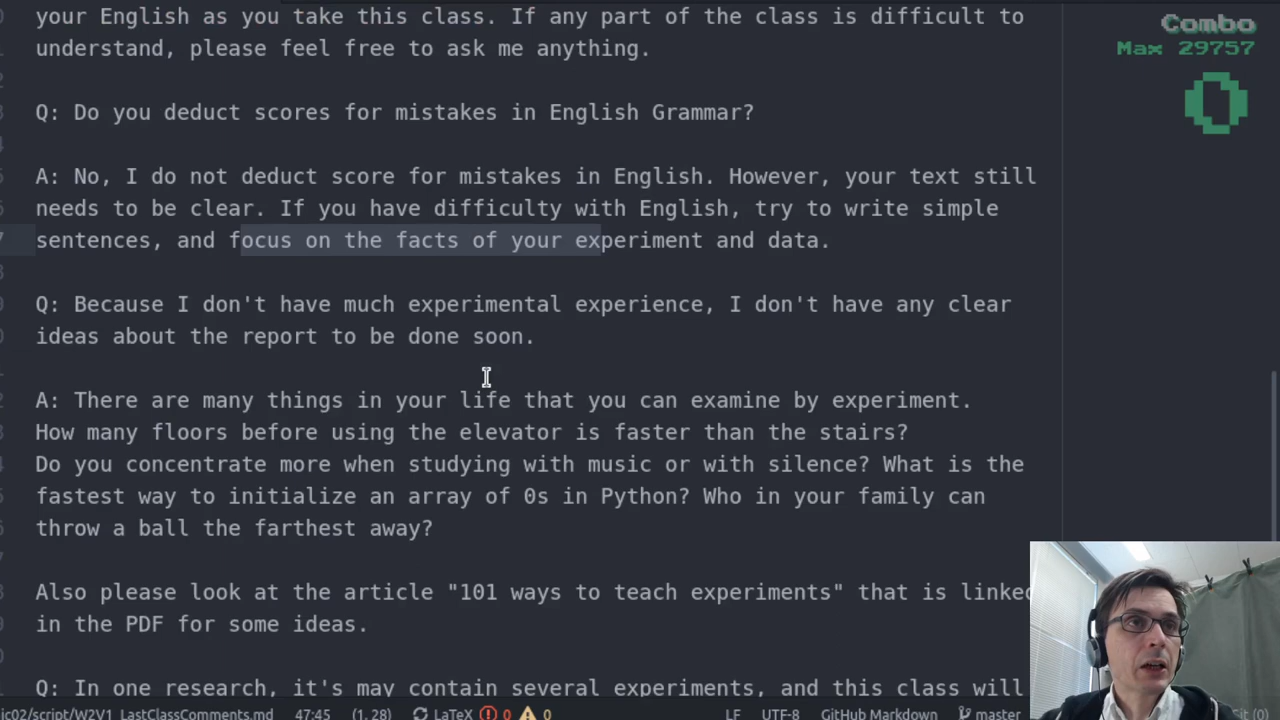 your English as you take this class. If any part of the class is difficult to
understand, please feel free to ask me anything.
Q: Do you deduct scores for mistakes in English Grammar?
A: No, I do not deduct score for mistakes in English. However, your text still
needs to be clear. If you have difficulty with English, try to write simple
sentences, and focus on the facts of your experiment and data.
Q: Because I don't have much experimental experience, I don't have any clear
ideas about the report to be done soon.
A: There are many things in your life that you can examine by experiment.
How many floors before using the elevator is faster than the stairs?
Do you concentrate more when studying with music or with silence? What is the
fastest way to initialize an array of 0s in Python? Who in your family can
throw a ball the farthest away?
Also please look at the article "101 ways to teach experiments" that is linked
in the PDF for some ideas.
Q: In one research, it's may contain several experiments, and this class will
Combo
Max 29757
0
ic02/script/W2V1_LastClassComments.md 47:45 (1, 28) LaTeX 0 0 LF UTF-8 GitHub Markdown master Git (0)